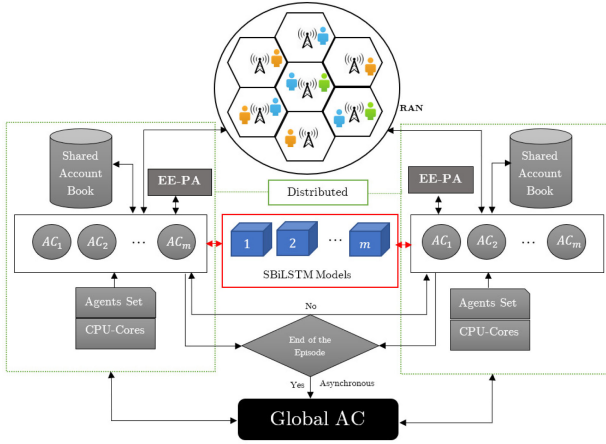 RAN
Shared
Account
Book
EE-PA
Distributed
EE-PA
Shared
Account
Book
AC1 AC2 ... ACm
1 2 ... m
SBiLSTM Models
AC1 AC2 ... ACm
Agents Set
CPU-Cores
No
End of the
Episode
Agents Set
CPU-Cores
Yes Asynchronous
Global AC